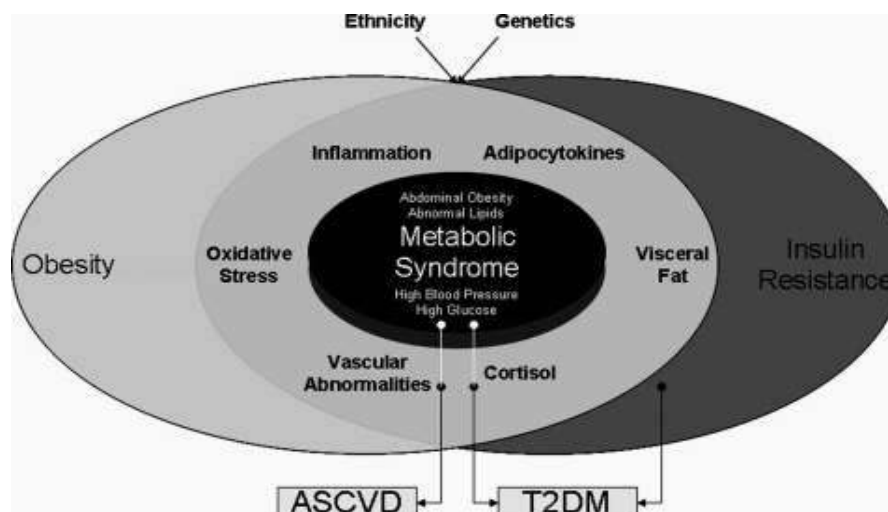 Ethnicity Genetics
Inflammation Adipocytokines
Abdominal Obesity
Abnormal Lipids
Metabolic
Syndrome
High Blood Pressure
High Glucose
Obesity
Oxidative
Stress
Visceral
Fat
Insulin
Resistance
Vascular
Abnormalities
Cortisol
ASCVD T2DM